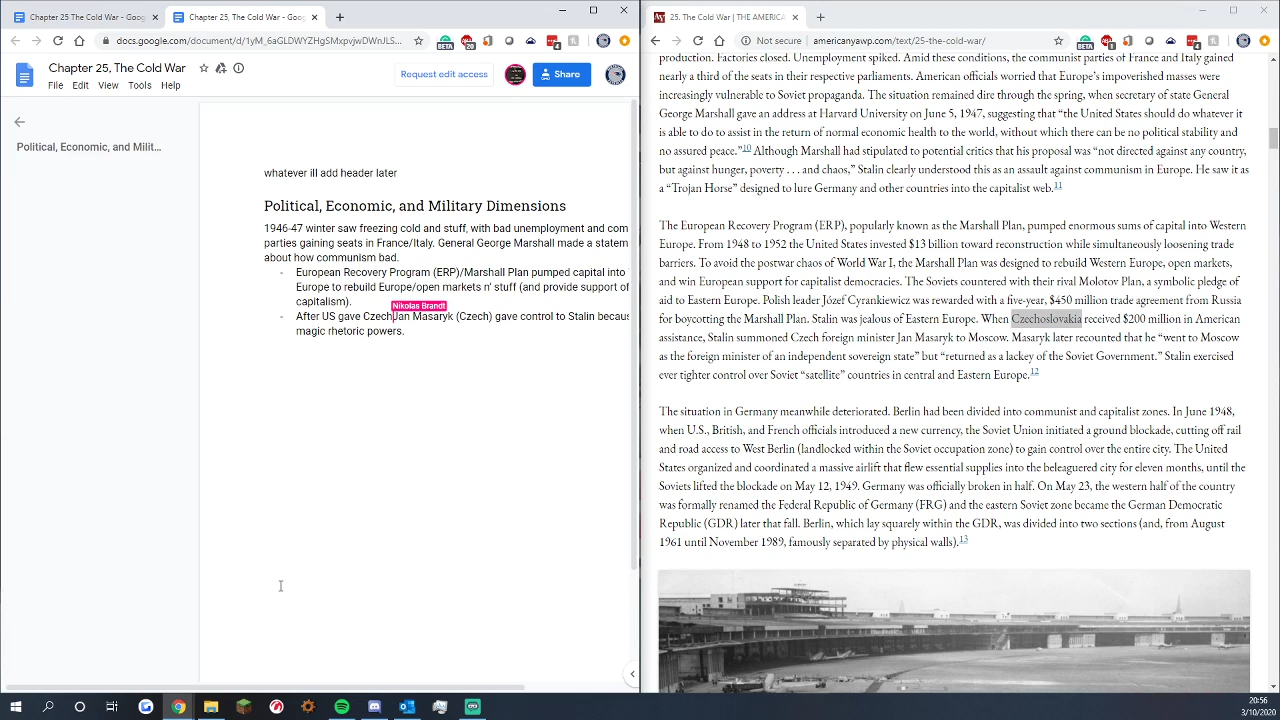 Chapter 25, The Cold War - Goog
Chapter 25, The Cold War - Goog
docs.google.com/document/d/1yM_6aGLDWYZHgSMxpvjwDWnJLS...
Chapter 25, The Cold War
File Edit View Tools Help
Request edit access
Share
Political, Economic, and Milit...
whatever ill add header later
Political, Economic, and Military Dimensions
1946-47 winter saw freezing cold and stuff, with bad unemployment and com
parties gaining seats in France/Italy. General George Marshall made a statem
about how communism bad.
- European Recovery Program (ERP)/Marshall Plan pumped capital into
Europe to rebuild Europe/open markets n' stuff (and provide support of
capitalism).
Nikolas Brandt
- After US gave CzechJan Masaryk (Czech) gave control to Stalin becaus
magic rhetoric powers.
25. The Cold War | THE AMERICA
Not secure americanyawp.com/text/25-the-cold-war/
production. Factories closed. Unemployment spiked. Amid these conditions, the communist parties of France and Italy gained
nearly a third of the seats in their respective parliaments. American officials worried that Europe's impoverished masses were
increasingly vulnerable to Soviet propaganda. The situation remained dire through the spring, when secretary of state General
George Marshall gave an address at Harvard University on June 5, 1947, suggesting that “the United States should do whatever it
is able to do to assist in the return of normal economic health to the world, without which there can be no political stability and
no assured peace.”10 Although Marshall had stipulated to potential critics that his proposal was “not directed against any country,
but against hunger, poverty . . . and chaos,” Stalin clearly understood this as an assault against communism in Europe. He saw it as
a “Trojan Horse” designed to lure Germany and other countries into the capitalist web.11
The European Recovery Program (ERP), popularly known as the Marshall Plan, pumped enormous sums of capital into Western
Europe. From 1948 to 1952 the United States invested $13 billion toward reconstruction while simultaneously loosening trade
barriers. To avoid the postwar chaos of World War I, the Marshall Plan was designed to rebuild Western Europe, open markets,
and win European support for capitalist democracies. The Soviets countered with their rival Molotov Plan, a symbolic pledge of
aid to Eastern Europe. Polish leader Józef Cyrankiewicz was rewarded with a five-year, $450 million trade agreement from Russia
for boycotting the Marshall Plan. Stalin was jealous of Eastern Europe. When Czechoslovakia received $200 million in American
assistance, Stalin summoned Czech foreign minister Jan Masaryk to Moscow. Masaryk later recounted that he “went to Moscow
as the foreign minister of an independent sovereign state” but “returned as a lackey of the Soviet Government.” Stalin exercised
ever tighter control over Soviet “satellite” countries in central and Eastern Europe.12
The situation in Germany meanwhile deteriorated. Berlin had been divided into communist and capitalist zones. In June 1948,
when U.S., British, and French officials introduced a new currency, the Soviet Union initiated a ground blockade, cutting off rail
and road access to West Berlin (landlocked within the Soviet occupation zone) to gain control over the entire city. The United
States organized and coordinated a massive airlift that flew essential supplies into the beleaguered city for eleven months, until the
Soviets lifted the blockade on May 12, 1949. Germany was officially broken in half. On May 23, the western half of the country
was formally renamed the Federal Republic of Germany (FRG) and the eastern Soviet zone became the German Democratic
Republic (GDR) later that fall. Berlin, which lay squarely within the GDR, was divided into two sections (and, from August
1961 until November 1989, famously separated by physical walls).13
20:56
3/10/2020